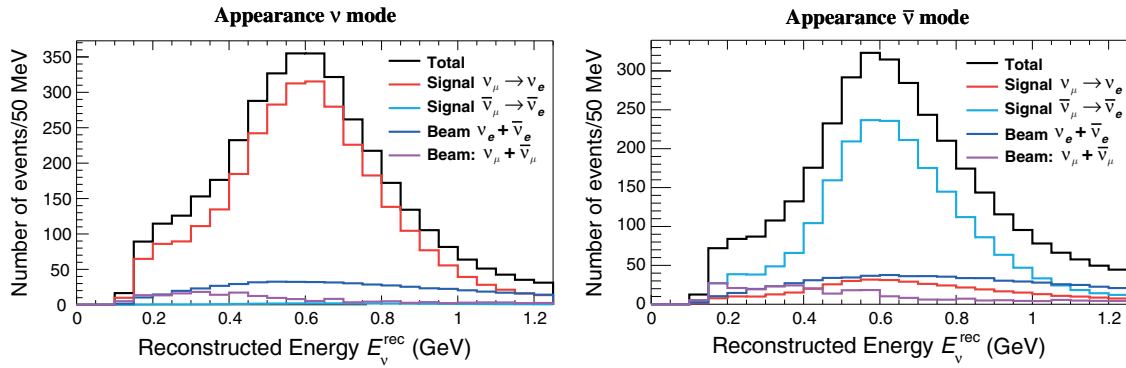 Appearance ν mode
Number of events/50 MeV
350
300
250
200
150
100
50
0
0 0.2 0.4 0.6 0.8 1 1.2
Reconstructed Energy E_ν^rec (GeV)
Total
Signal ν_μ → ν_e
Signal ν̅_μ → ν̅_e
Beam ν_e + ν̅_e
Beam: ν_μ + ν̅_μ
Appearance ν̅ mode
Number of events/50 MeV
300
250
200
150
100
50
0
0 0.2 0.4 0.6 0.8 1 1.2
Reconstructed Energy E_ν^rec (GeV)
Total
Signal ν_μ → ν_e
Signal ν̅_μ → ν̅_e
Beam ν_e + ν̅_e
Beam: ν_μ + ν̅_μ